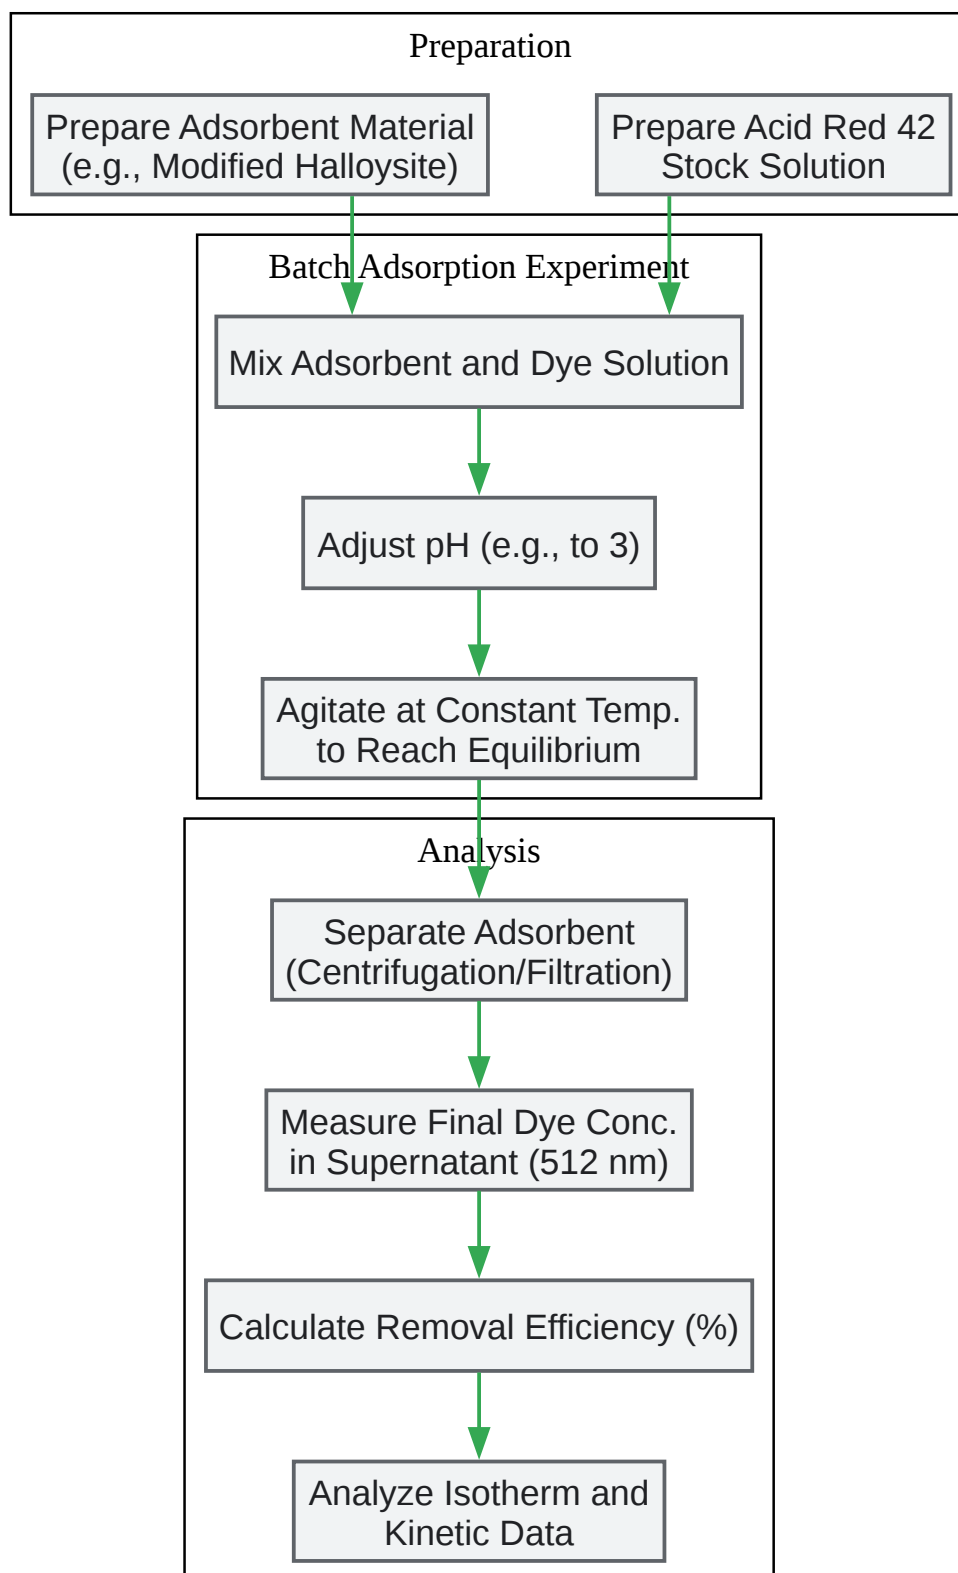 Preparation
Prepare Adsorbent Material
(e.g., Modified Halloysite)
Prepare Acid Red 42
Stock Solution
Batch Adsorption Experiment
Mix Adsorbent and Dye Solution
Adjust pH (e.g., to 3)
Agitate at Constant Temp.
to Reach Equilibrium
Analysis
Separate Adsorbent
(Centrifugation/Filtration)
Measure Final Dye Conc.
in Supernatant (512 nm)
Calculate Removal Efficiency (%)
Analyze Isotherm and
Kinetic Data